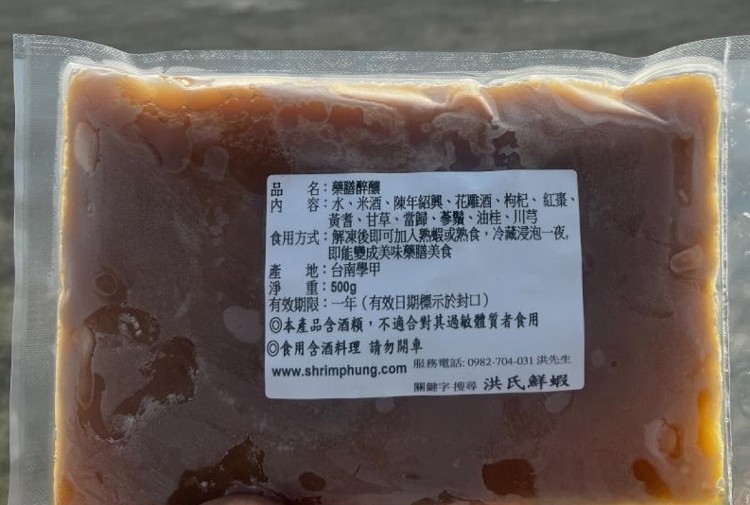 品　　名：藥膳醉釀
內　　容：水、米酒、陳年紹興、花雕酒、枸杞、紅棗、
黃耆、甘草、當歸、蔘鬚、油桂、川芎
食用方式：解凍後即可加入熟蝦或熟食，冷藏浸泡一夜,
即能變成美味藥膳美食
產　　地：台南學甲
淨　　重：500g
有效期限：一年（有效日期標示於封口）
◎本產品含酒類，不適合對其過敏體質者食用
◎食用含酒料理 請勿開車
服務電話: 0982-704-031 洪先生
www.shrimphung.com
關鍵字 搜尋 洪氏鮮蝦